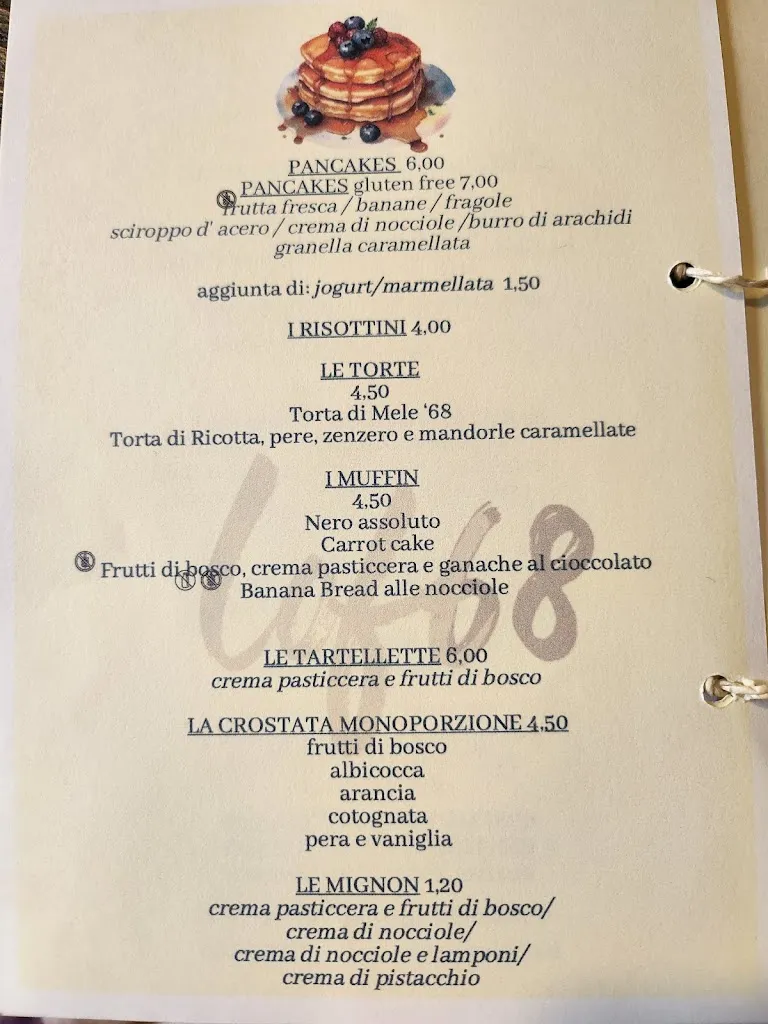 PANCAKES 6,00
PANCAKES gluten free 7,00
frutta fresca / banane / fragole
sciroppo d' acero / crema di nocciole /burro di arachidi
granella caramellata
aggiunta di: jogurt/marmellata 1,50
I RISOTTINI 4,00
LE TORTE
4,50
Torta di Mele ‘68
Torta di Ricotta, pere, zenzero e mandorle caramellate
I MUFFIN
4,50
Nero assoluto
Carrot cake
Frutti di bosco, crema pasticcera e ganache al cioccolato
Banana Bread alle nocciole
LE TARTELLETTE 6,00
crema pasticcera e frutti di bosco
LA CROSTATA MONOPORZIONE 4,50
frutti di bosco
albicocca
arancia
cotognata
pera e vaniglia
LE MIGNON 1,20
crema pasticcera e frutti di bosco/
crema di nocciole/
crema di nocciole e lamponi/
crema di pistacchio